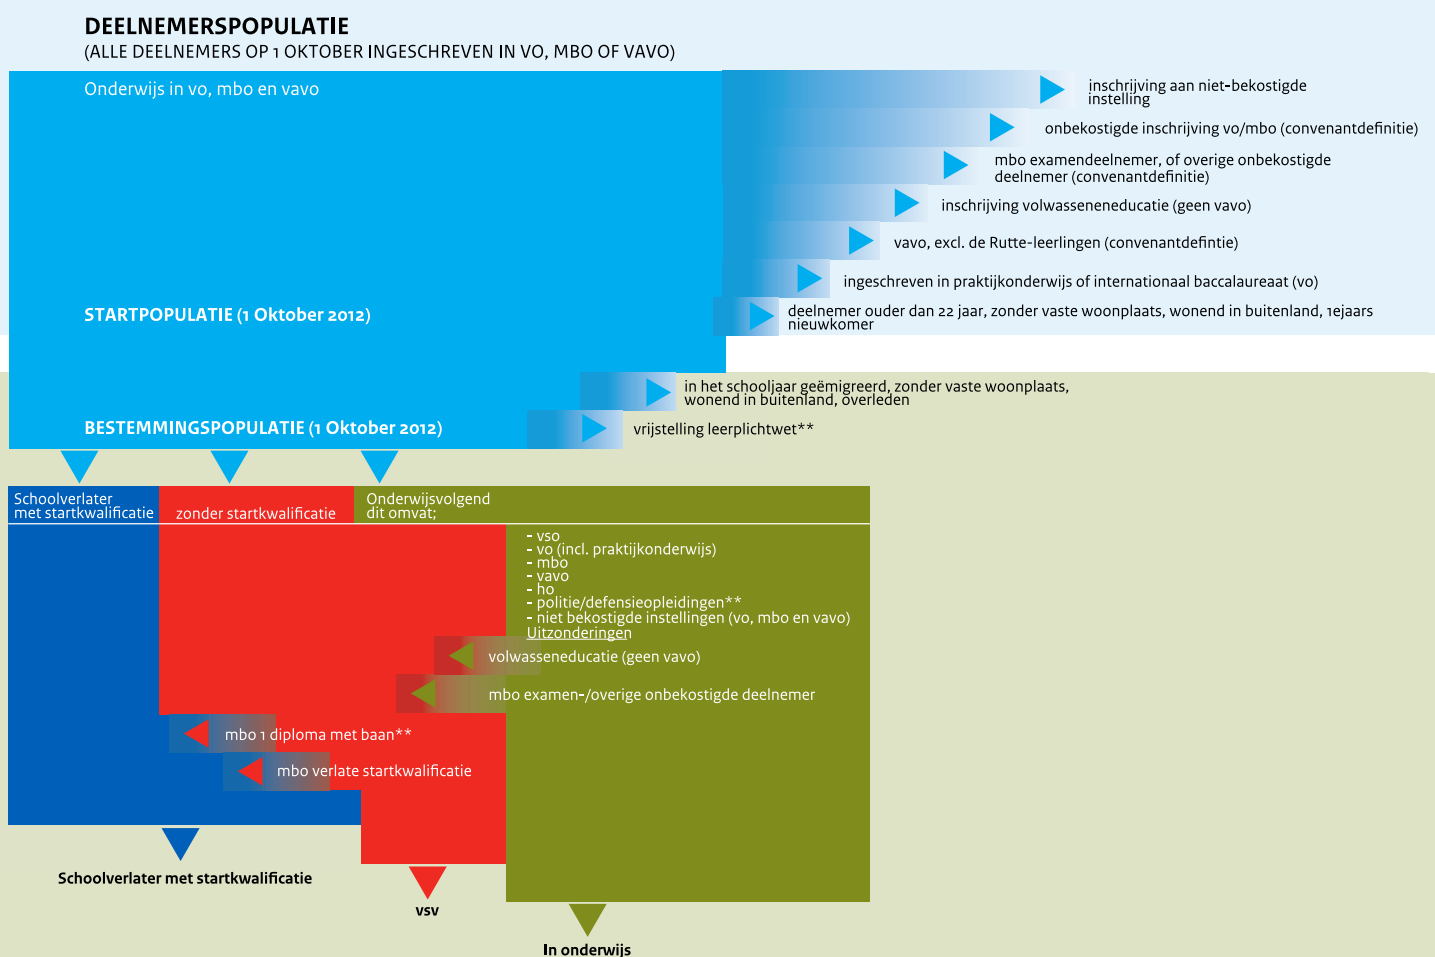 DEELNEMERSPOPULATIE
(ALLE DEELNEMERS OP 1 OKTOBER INGESCHREVEN IN VO, MBO OF VAVO)
Onderwijs in vo, mbo en vavo
inschrijving aan niet-bekostigde
instelling
onbekostigde inschrijving vo/mbo (convenantdefinitie)
mbo examendeelnemer, of overige onbekostigde
deelnemer (convenantdefinitie)
inschrijving volwasseneneducatie (geen vavo)
vavo, excl. de Rutte-leerlingen (convenantdefintie)
ingeschreven in praktijkonderwijs of internationaal baccalaureaat (vo)
STARTPOPULATIE (1 Oktober 2012)
deelnemer ouder dan 22 jaar, zonder vaste woonplaats, wonend in buitenland, 1ejaars
nieuwkomer
in het schooljaar geëmigreerd, zonder vaste woonplaats,
wonend in buitenland, overleden
BESTEMMINGSPOPULATIE (1 Oktober 2012)
vrijstelling leerplichtwet**
Schoolverlater
met startkwalificatie
zonder startkwalificatie
Onderwijsvolgend
dit omvat;
- vso
- vo (incl. praktijkonderwijs)
- mbo
- vavo
- ho
- politie/defensieopleidingen**
- niet bekostigde instellingen (vo, mbo en vavo)
Uitzonderingen
volwasseneducatie (geen vavo)
mbo examen-/overige onbekostigde deelnemer
mbo 1 diploma met baan**
mbo verlate startkwalificatie
Schoolverlater met startkwalificatie
vsv
In onderwijs